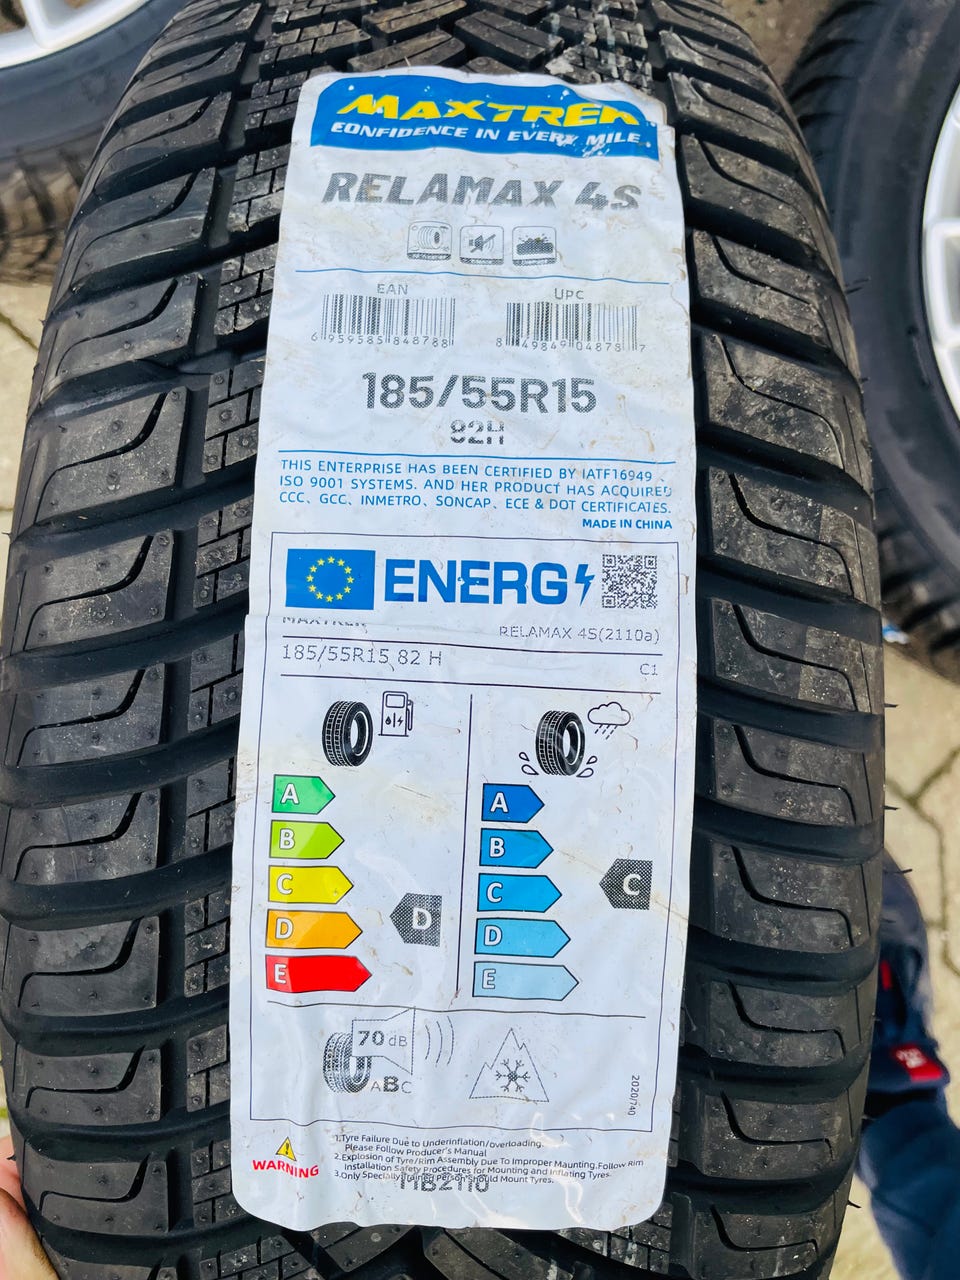 MAXTREK
CONFIDENCE IN EVERY MILE
RELAMAX 4S
EAN
UPC
6 959585 848788
8 49849 04878 7
185/55R15
82H
THIS ENTERPRISE HAS BEEN CERTIFIED BY IATF16949、
ISO 9001 SYSTEMS. AND HER PRODUCT HAS ACQUIRED
CCC、GCC、INMETRO、SONCAP、ECE & DOT CERTIFICATES.
MADE IN CHINA
ENERG
MAXTREK
RELAMAX 4S(2110a)
185/55R15 82 H
C1
A
B
C
D
E
D
A
B
C
D
E
C
70 dB
ABC
2020/740
WARNING
1.Tyre Failure Due to Underinflation/overloading.
Please Follow Producer's Manual
2.Explosion of Tyre/Rim Assembly Due To Improper Mounting.Follow Rim
Installation Safety Procedures for Mounting and Inflating Tyres.
3.Only Specially Trained Person Should Mount Tyres.
MB2110